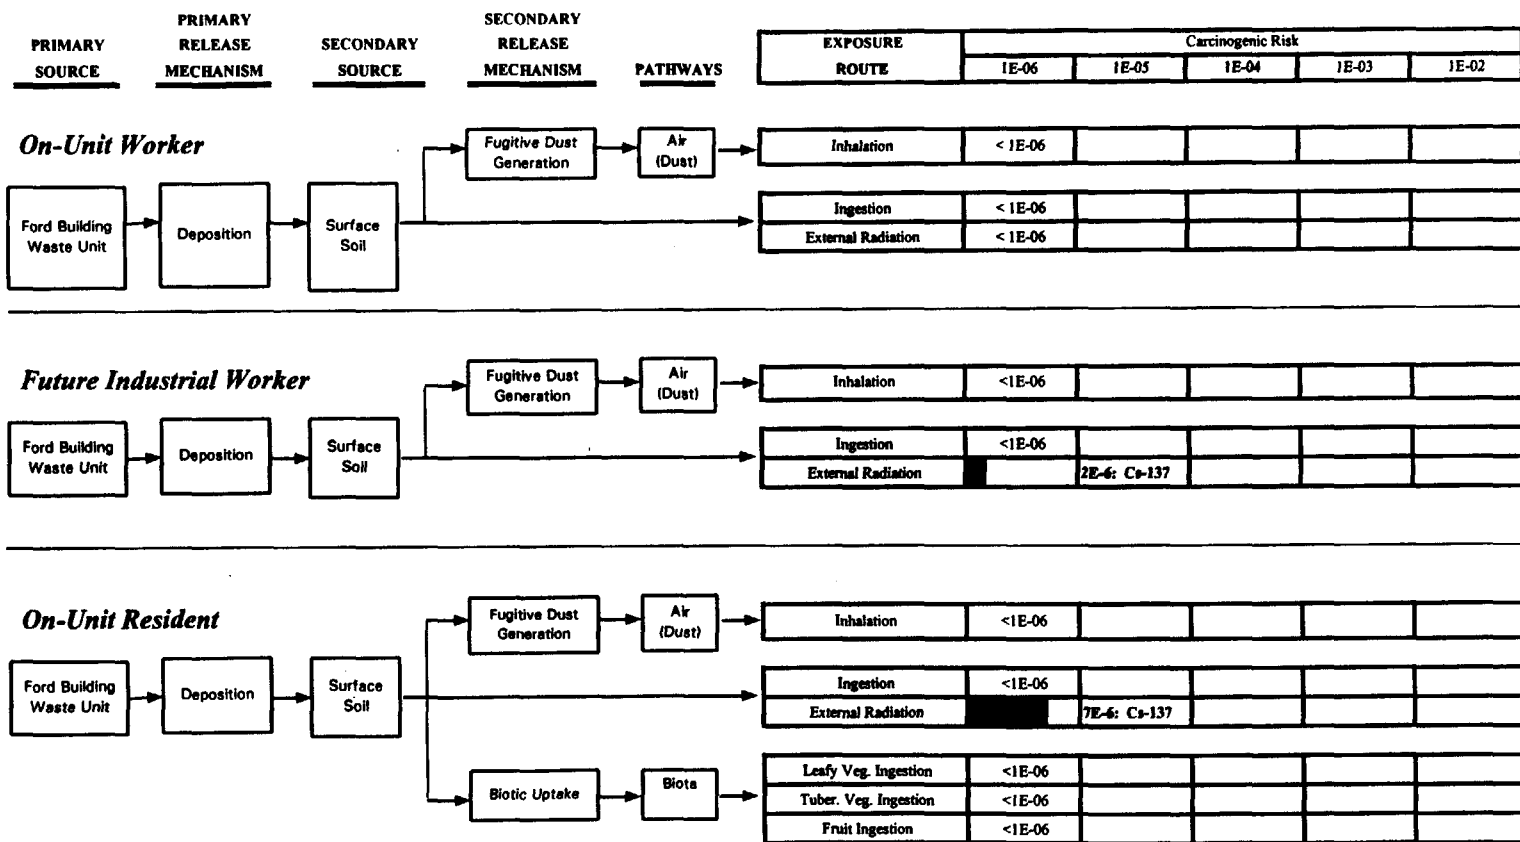 PRIMARY SOURCE
PRIMARY RELEASE MECHANISM
SECONDARY SOURCE
SECONDARY RELEASE MECHANISM
PATHWAYS
EXPOSURE ROUTE
Carcinogenic Risk
1E-06 1E-05 1E-04 1E-03 1E-02
On-Unit Worker
Ford Building
Waste Unit
Deposition
Surface
Soil
Fugitive Dust
Generation
Air
(Dust)
Inhalation < 1E-06
Ingestion < 1E-06
External Radiation < 1E-06
Future Industrial Worker
Ford Building
Waste Unit
Deposition
Surface
Soil
Fugitive Dust
Generation
Air
(Dust)
Inhalation <1E-06
Ingestion <1E-06
External Radiation 2E-6: Cs-137
On-Unit Resident
Ford Building
Waste Unit
Deposition
Surface
Soil
Fugitive Dust
Generation
Air
(Dust)
Inhalation <1E-06
Ingestion <1E-06
External Radiation 7E-6: Cs-137
Biotic Uptake
Biota
Leafy Veg. Ingestion <1E-06
Tuber. Veg. Ingestion <1E-06
Fruit Ingestion <1E-06